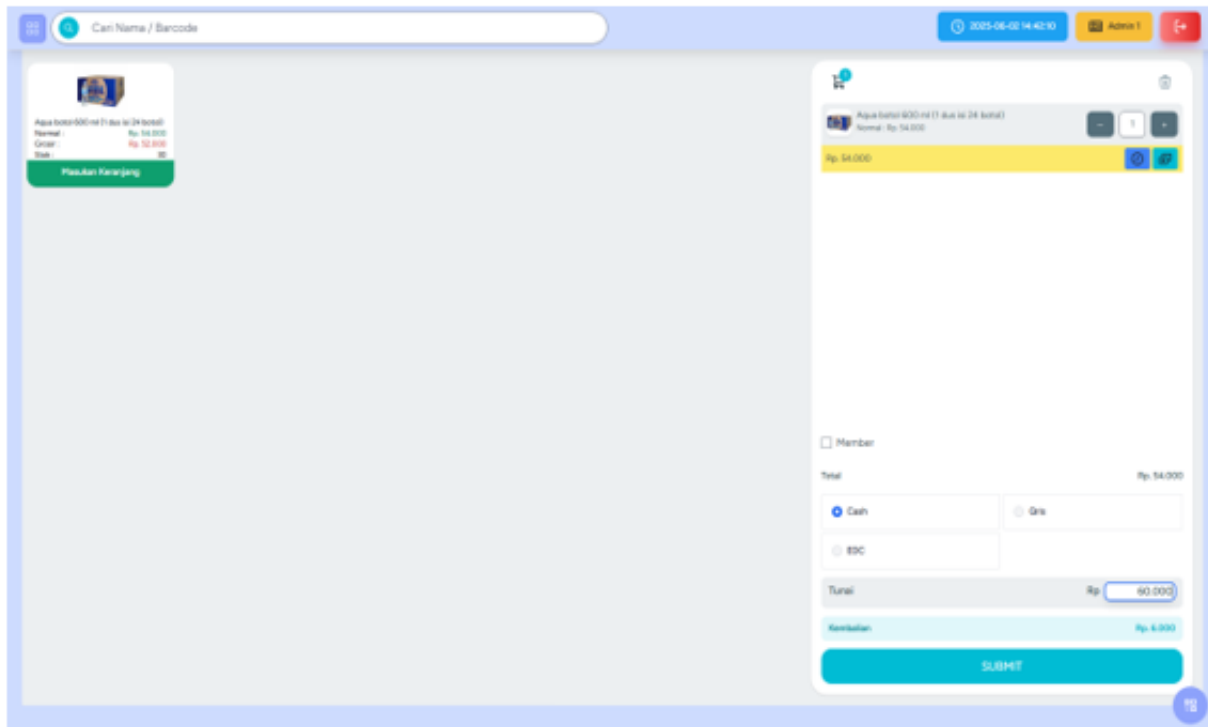 Cari Nama / Barcode
2025-06-02 14:42:10
Admin 1
Aqua botol 600 ml (1 dus isi 24 botol)
Normal : Rp. 54.000
Grosir : Rp. 52.000
Stok :
Masukan Keranjang
1
Aqua botol 600 ml (1 dus isi 24 botol)
Normal : Rp. 54.000
- 1 +
Rp. 54.000
Member
Total Rp. 54.000
Cash
Qris
EDC
Tunai Rp 60.000
Kembalian Rp. 6.000
SUBMIT